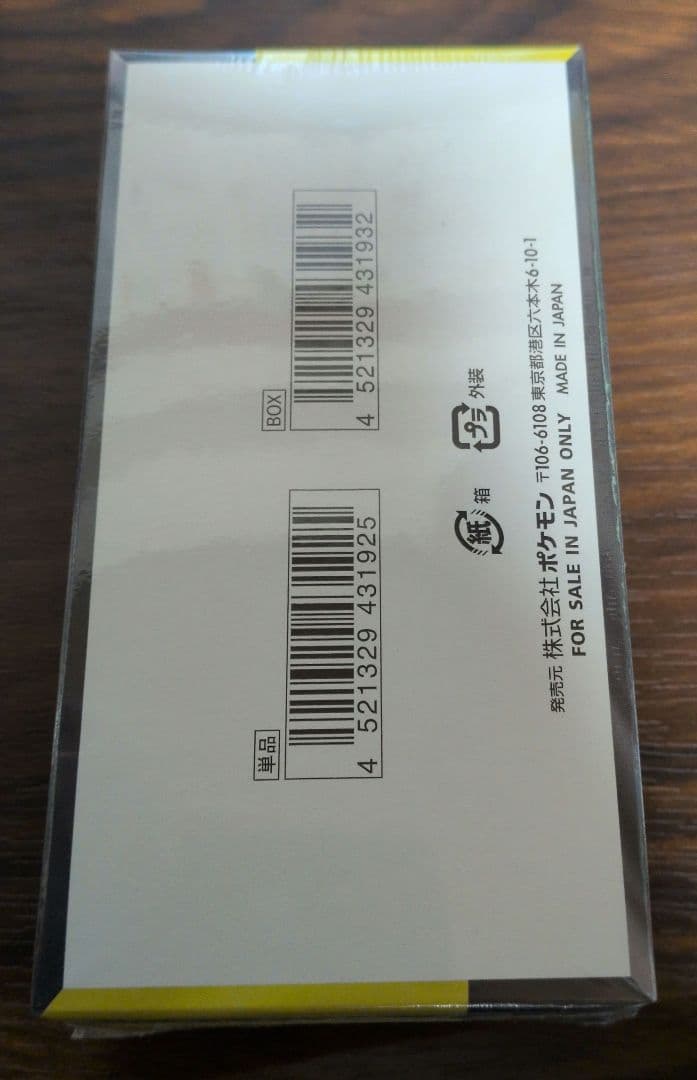 BOX
4 521329 431932
単品
4 521329 431925
紙 箱
プラ 外装
発売元 株式会社ポケモン 〒106-6108 東京都港区六本木6-10-1
FOR SALE IN JAPAN ONLY MADE IN JAPAN